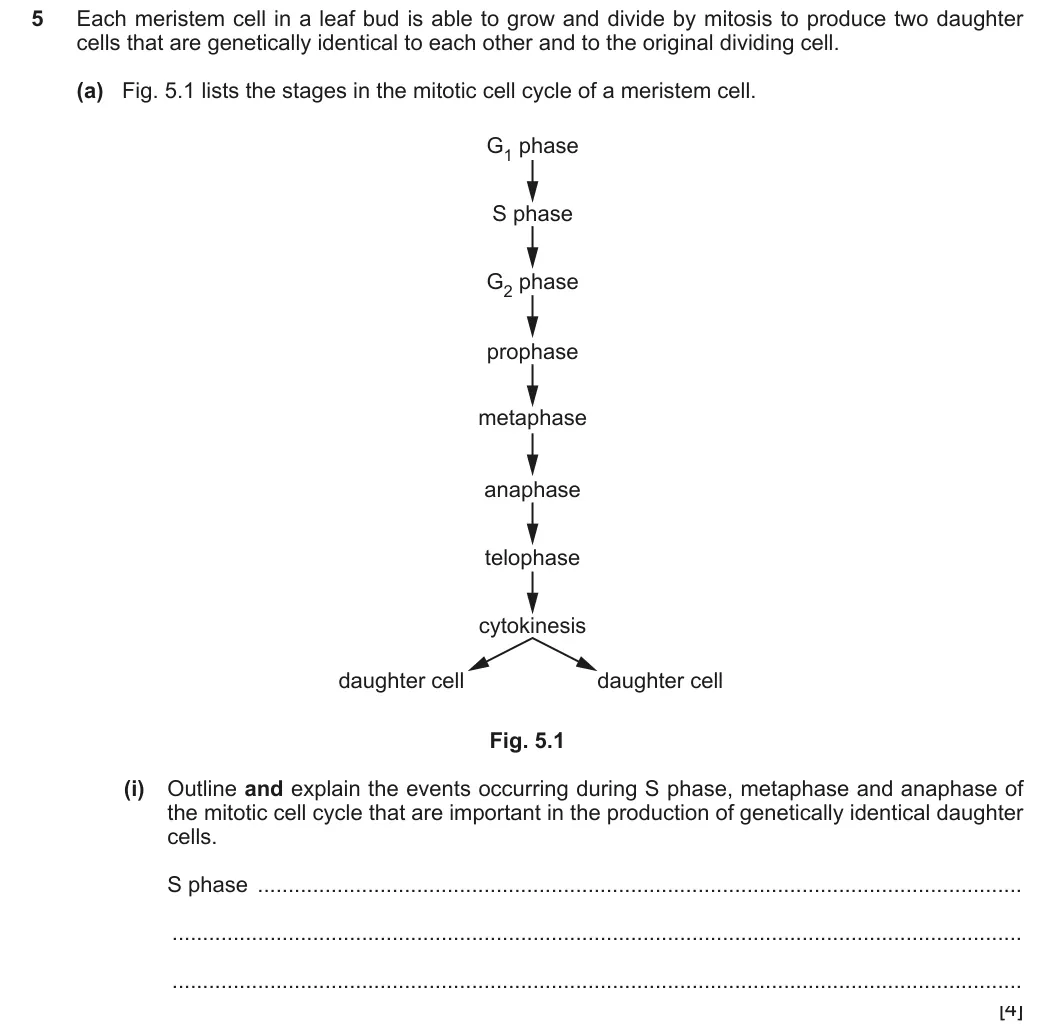 5 Each meristem cell in a leaf bud is able to grow and divide by mitosis to produce two daughter
cells that are genetically identical to each other and to the original dividing cell.
(a) Fig. 5.1 lists the stages in the mitotic cell cycle of a meristem cell.
G1 phase
S phase
G2 phase
prophase
metaphase
anaphase
telophase
cytokinesis
daughter cell daughter cell
Fig. 5.1
(i) Outline and explain the events occurring during S phase, metaphase and anaphase of
the mitotic cell cycle that are important in the production of genetically identical daughter
cells.
S phase ..............................................................................................................................
............................................................................................................................................
............................................................................................................................................
[4]